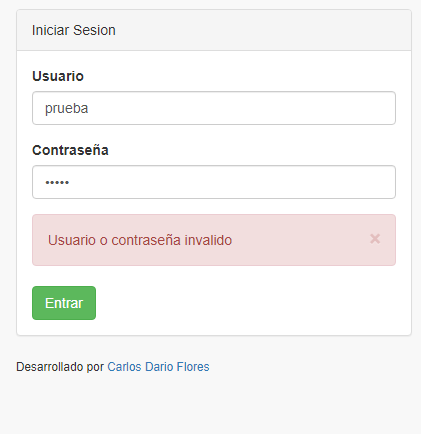 Iniciar Sesion
Usuario
prueba
Contraseña
•••••
Usuario o contraseña invalido ×
Entrar
Desarrollado por Carlos Dario Flores